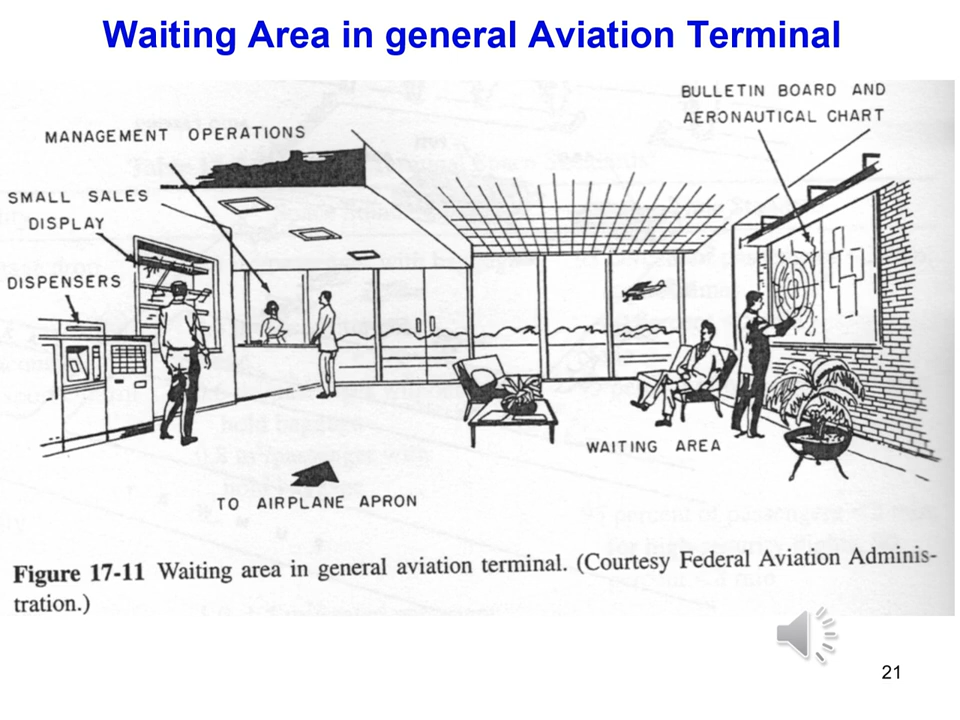 Waiting Area in general Aviation Terminal
BULLETIN BOARD AND
AERONAUTICAL CHART
MANAGEMENT OPERATIONS
SMALL SALES
DISPLAY
DISPENSERS
WAITING AREA
TO AIRPLANE APRON
Figure 17-11 Waiting area in general aviation terminal. (Courtesy Federal Aviation Adminis-
tration.)
21